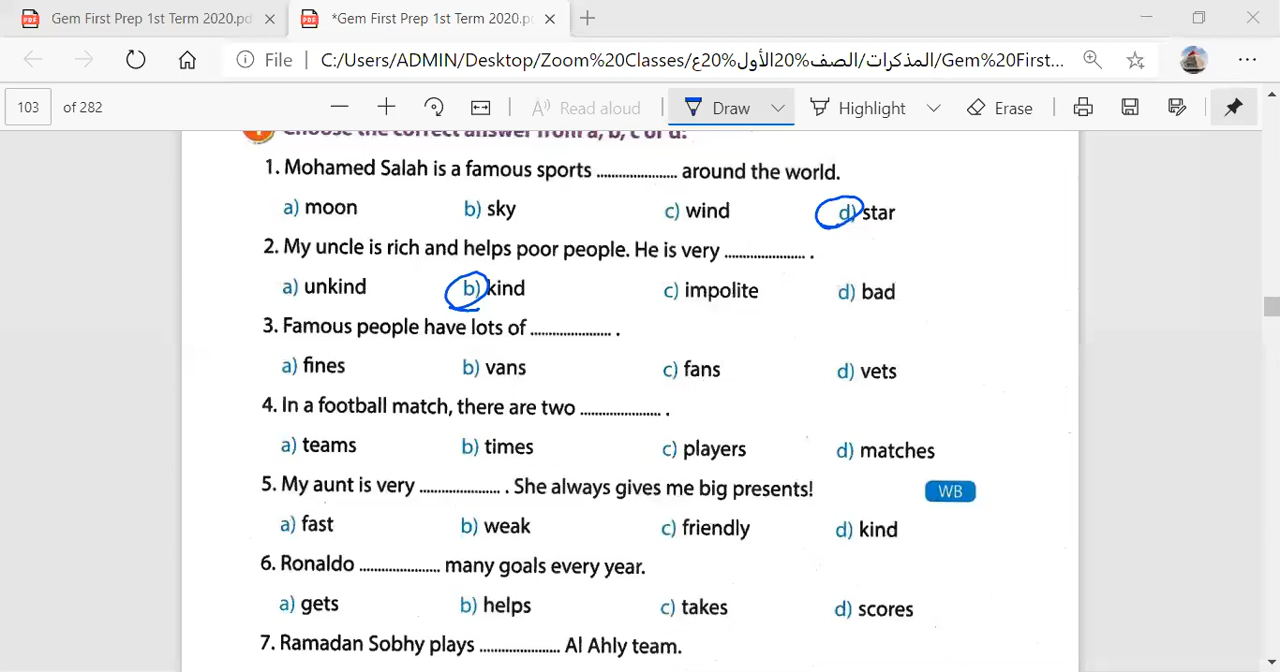 Gem First Prep 1st Term 2020.pd
*Gem First Prep 1st Term 2020.p
File C:/Users/ADMIN/Desktop/Zoom%20Classes/المذكرات/الصف%20الأول%20ع/Gem%20First...
103 of 282 Read aloud Draw Highlight Erase
Choose the correct answer from a, b, c or d:
1. Mohamed Salah is a famous sports .................... around the world.
a) moon b) sky c) wind d) star
2. My uncle is rich and helps poor people. He is very .................... .
a) unkind b) kind c) impolite d) bad
3. Famous people have lots of .................... .
a) fines b) vans c) fans d) vets
4. In a football match, there are two .................... .
a) teams b) times c) players d) matches
5. My aunt is very .................... . She always gives me big presents! WB
a) fast b) weak c) friendly d) kind
6. Ronaldo .................... many goals every year.
a) gets b) helps c) takes d) scores
7. Ramadan Sobhy plays .................... Al Ahly team.